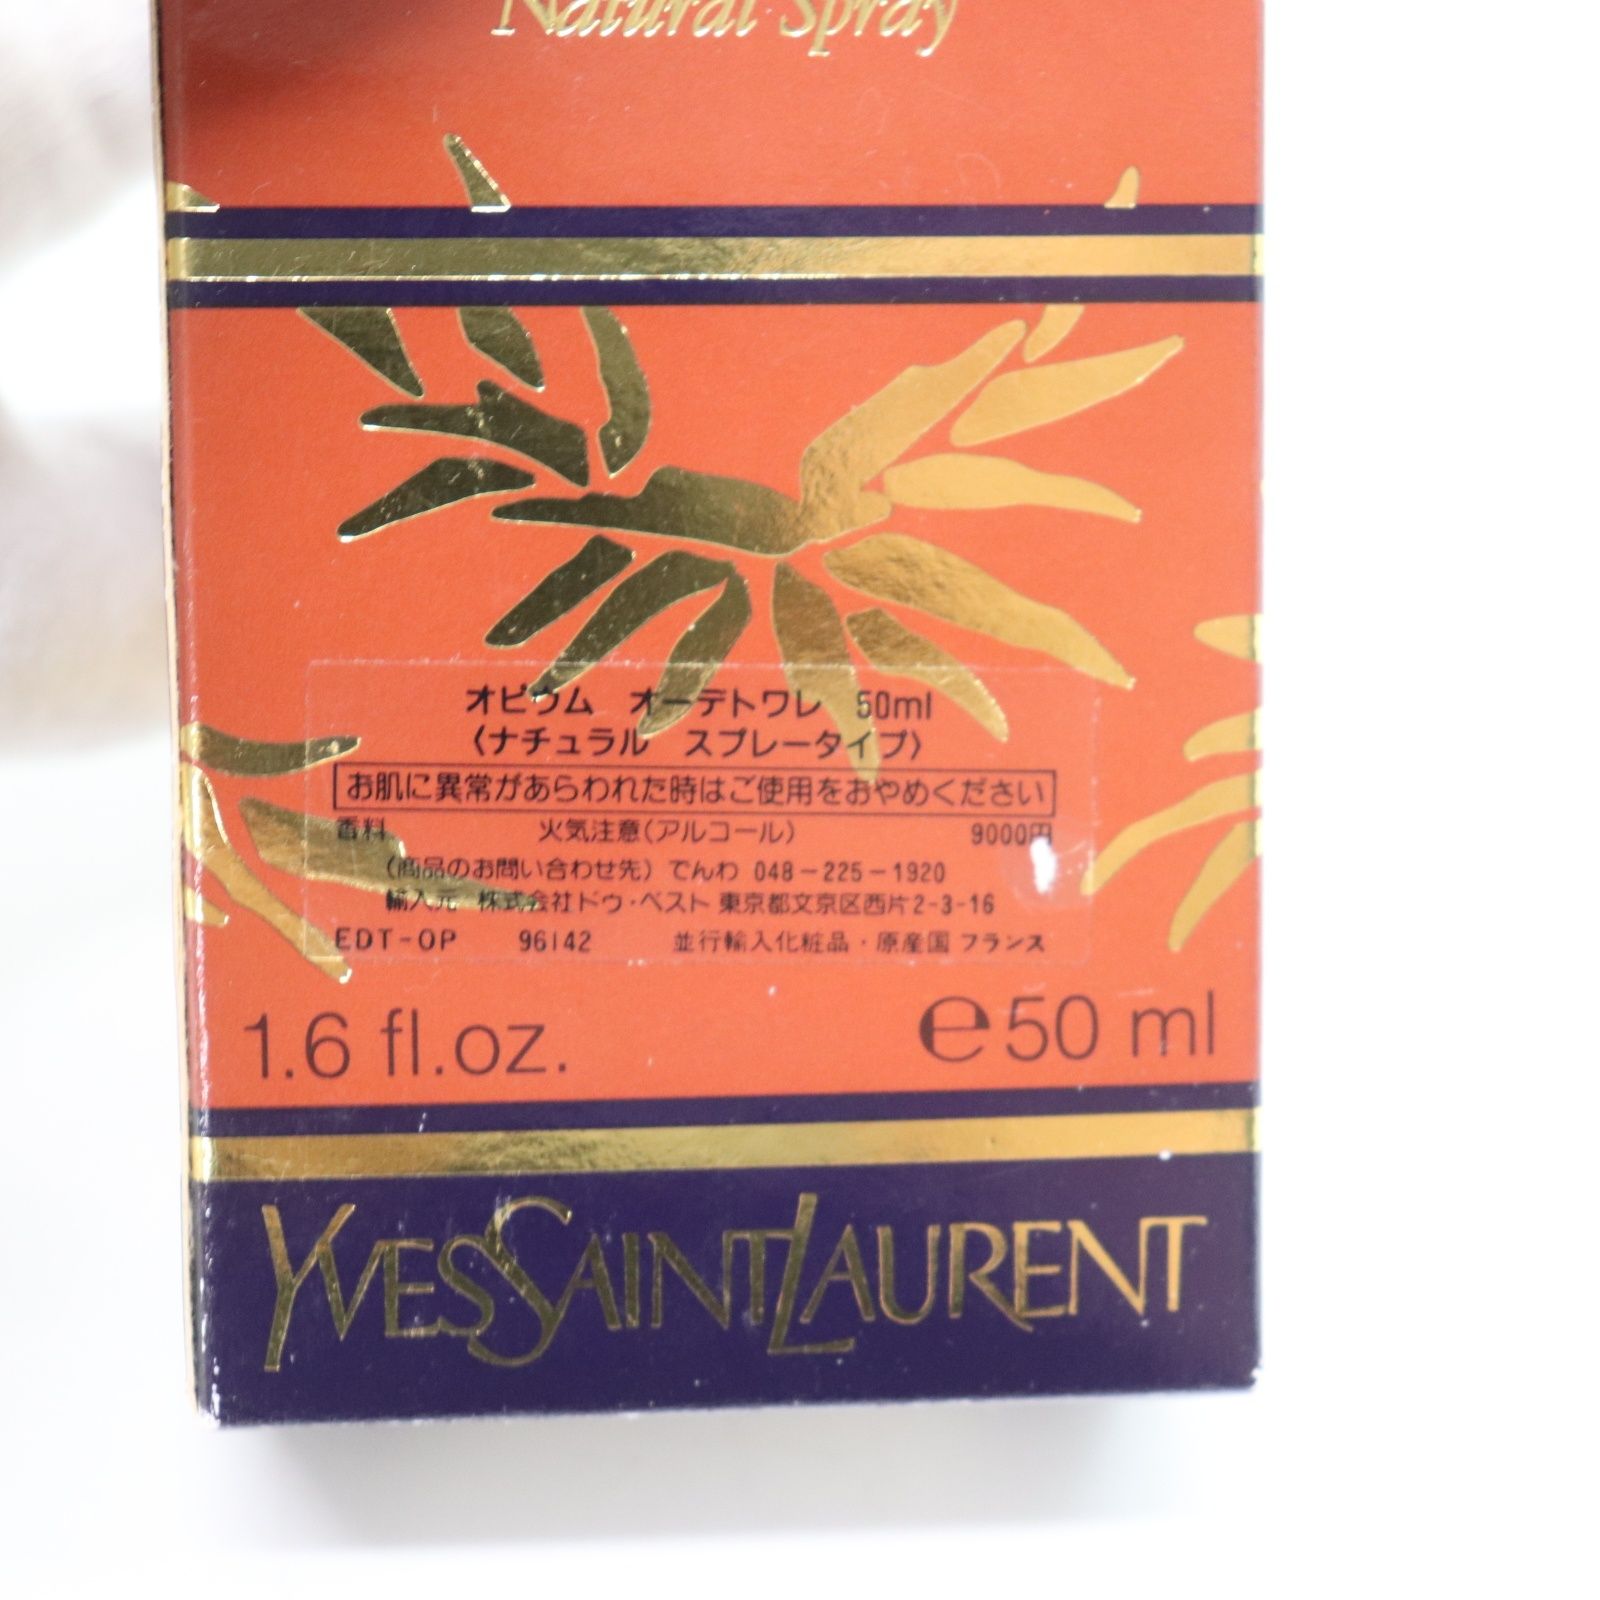 Natural Spray
オピウム オーデトワレ 50ml
〈ナチュラル スプレータイプ〉
お肌に異常があらわれた時はご使用をおやめください
香料 火気注意(アルコール) 9000円
(商品のお問い合わせ先) でんわ 048-225-1920
輸入元 株式会社ドゥ・ベスト 東京都文京区西片2-3-16
EDT-OP 96142 並行輸入化粧品・原産国 フランス
1.6 fl.oz. ℮50 ml
YVESSAINTLAURENT